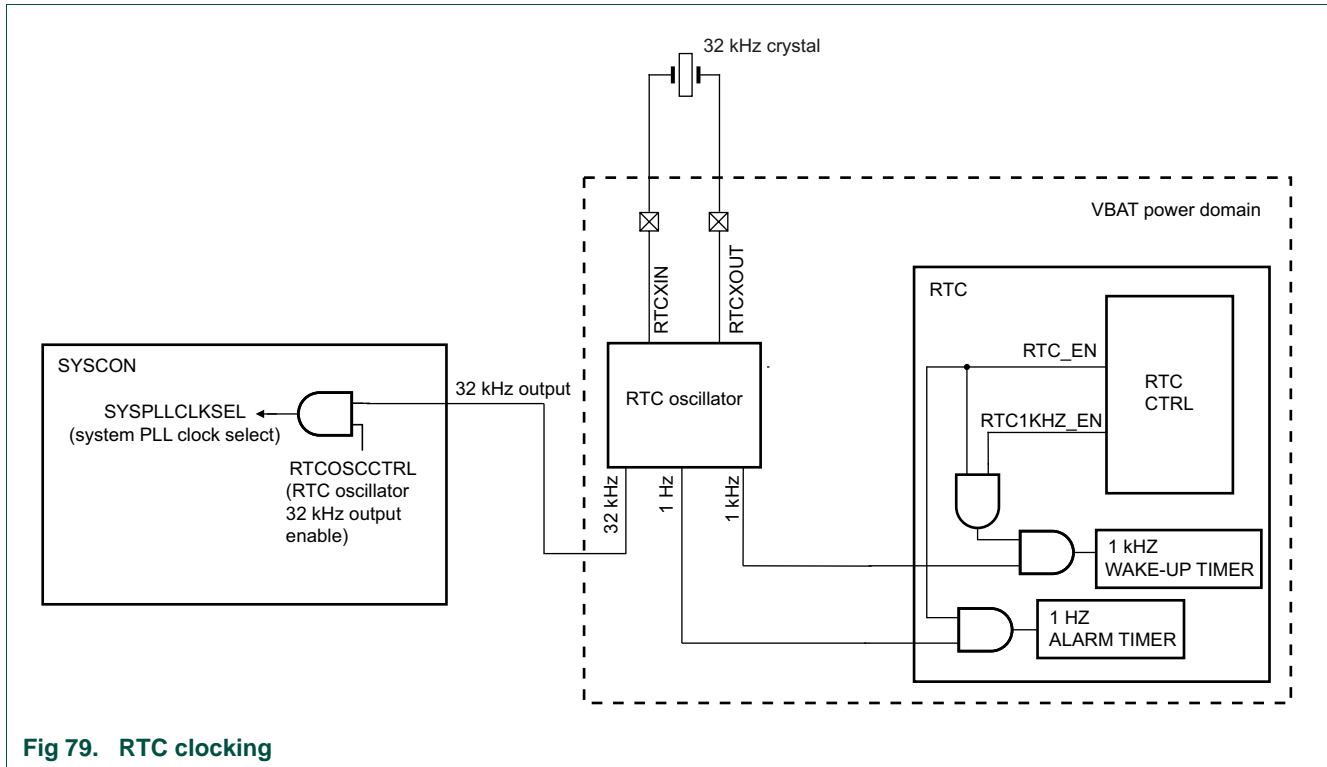 32 kHz crystal
VBAT power domain
RTCXIN
RTCXOUT
RTC
RTC_EN
RTC
CTRL
RTC1KHZ_EN
SYSCON
32 kHz output
RTC oscillator
SYSPLLCLKSEL
(system PLL clock select)
RTCOSCCTRL
(RTC oscillator
32 kHz output
enable)
32 kHz
1 Hz
1 kHz
1 kHZ
WAKE-UP TIMER
1 HZ
ALARM TIMER
Fig 79. RTC clocking